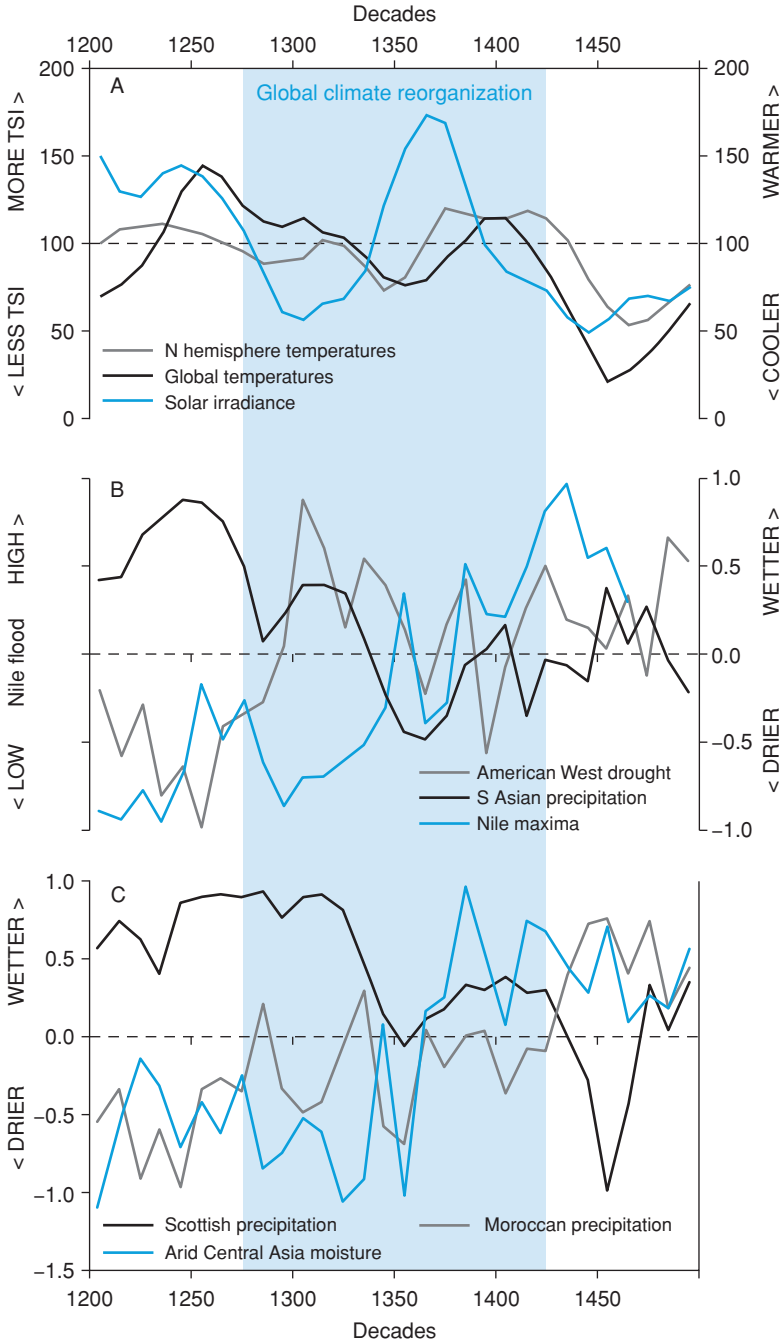 Decades
1200 1250 1300 1350 1400 1450
A
Global climate reorganization
200 200
150 150
100 100
50 50
0 0
< LESS TSI MORE TSI >
< COOLER WARMER >
N hemisphere temperatures
Global temperatures
Solar irradiance
B
1.0
0.5
0.0
−0.5
−1.0
< LOW Nile flood HIGH >
< DRIER WETTER >
American West drought
S Asian precipitation
Nile maxima
C
1.0
0.5
0.0
−0.5
−1.0
−1.5
< DRIER WETTER >
Scottish precipitation Moroccan precipitation
Arid Central Asia moisture
1200 1250 1300 1350 1400 1450
Decades